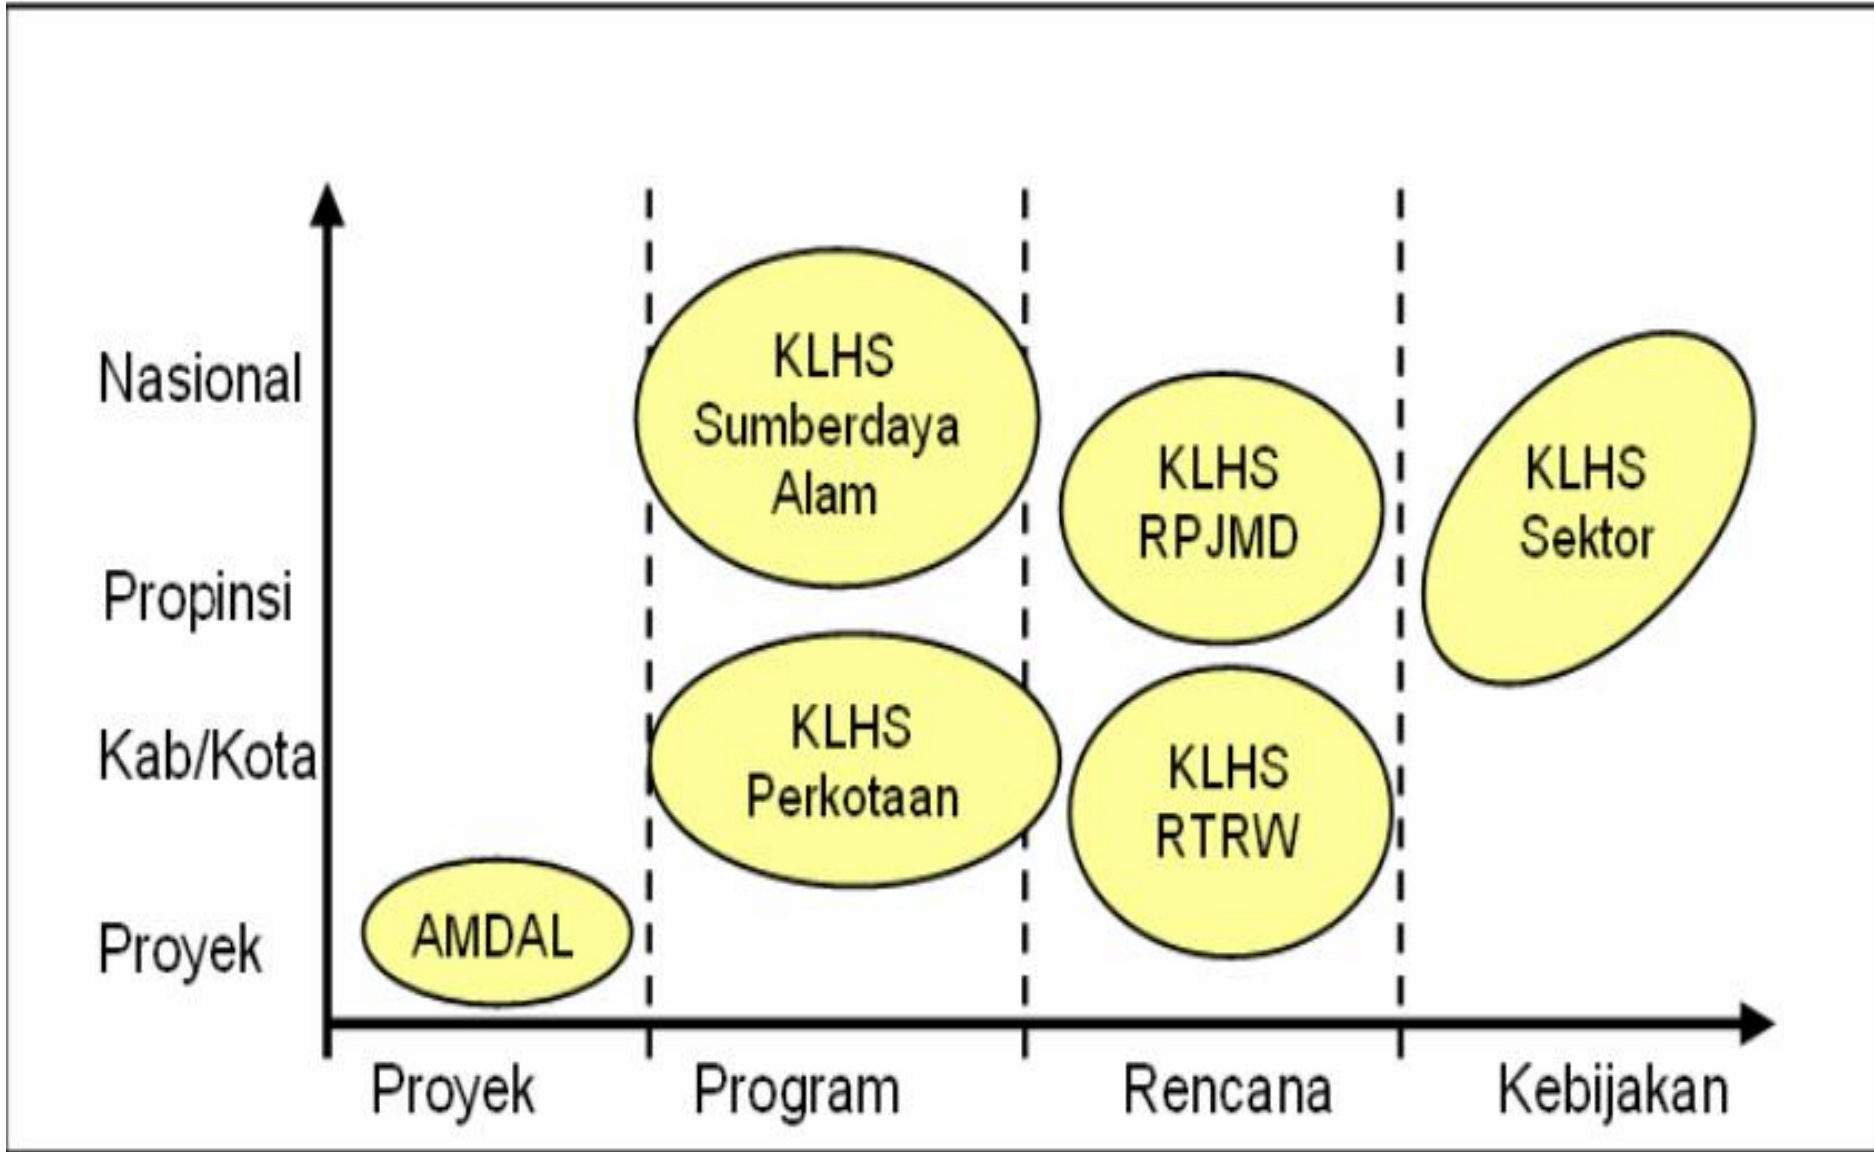 Nasional
Propinsi
Kab/Kota
Proyek
KLHS
Sumberdaya
Alam
KLHS
Perkotaan
KLHS
RPJMD
KLHS
RTRW
KLHS
Sektor
AMDAL
Proyek
Program
Rencana
Kebijakan